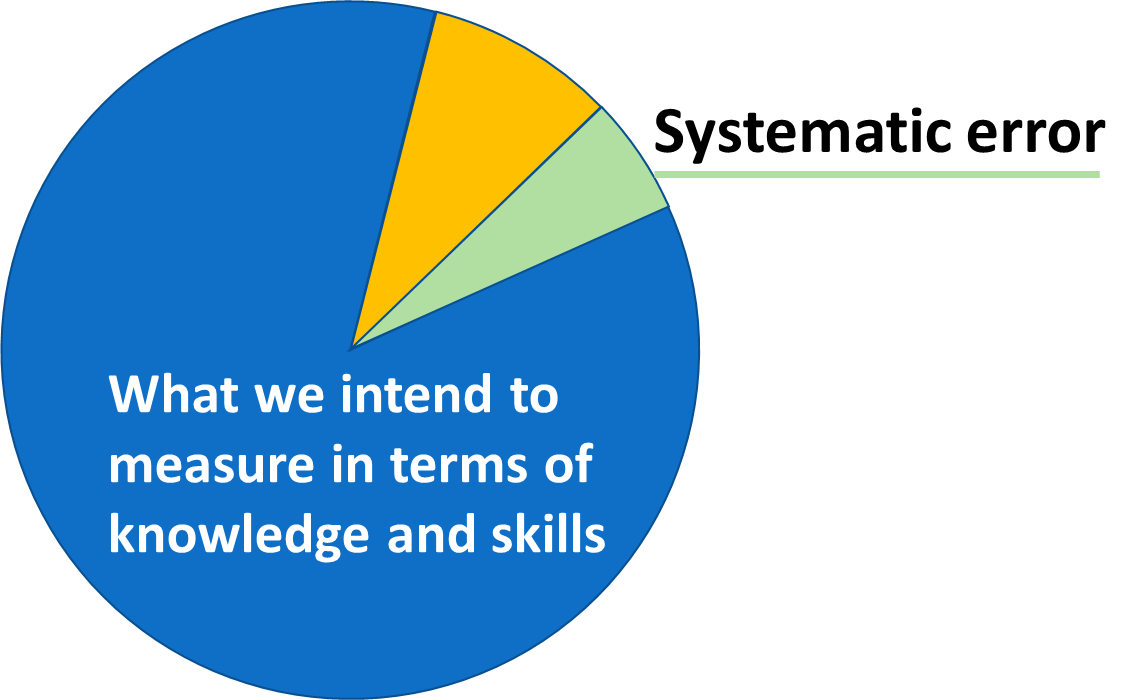 Systematic error
What we intend to
measure in terms of
knowledge and skills